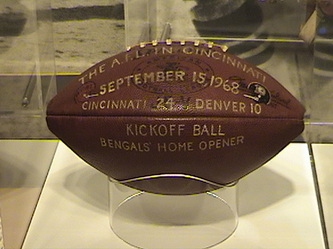 THE A.F.L. IN CINCINNATI
SEPTEMBER 15 1968
CINCINNATI 24 DENVER 10
KICKOFF BALL
BENGALS' HOME OPENER